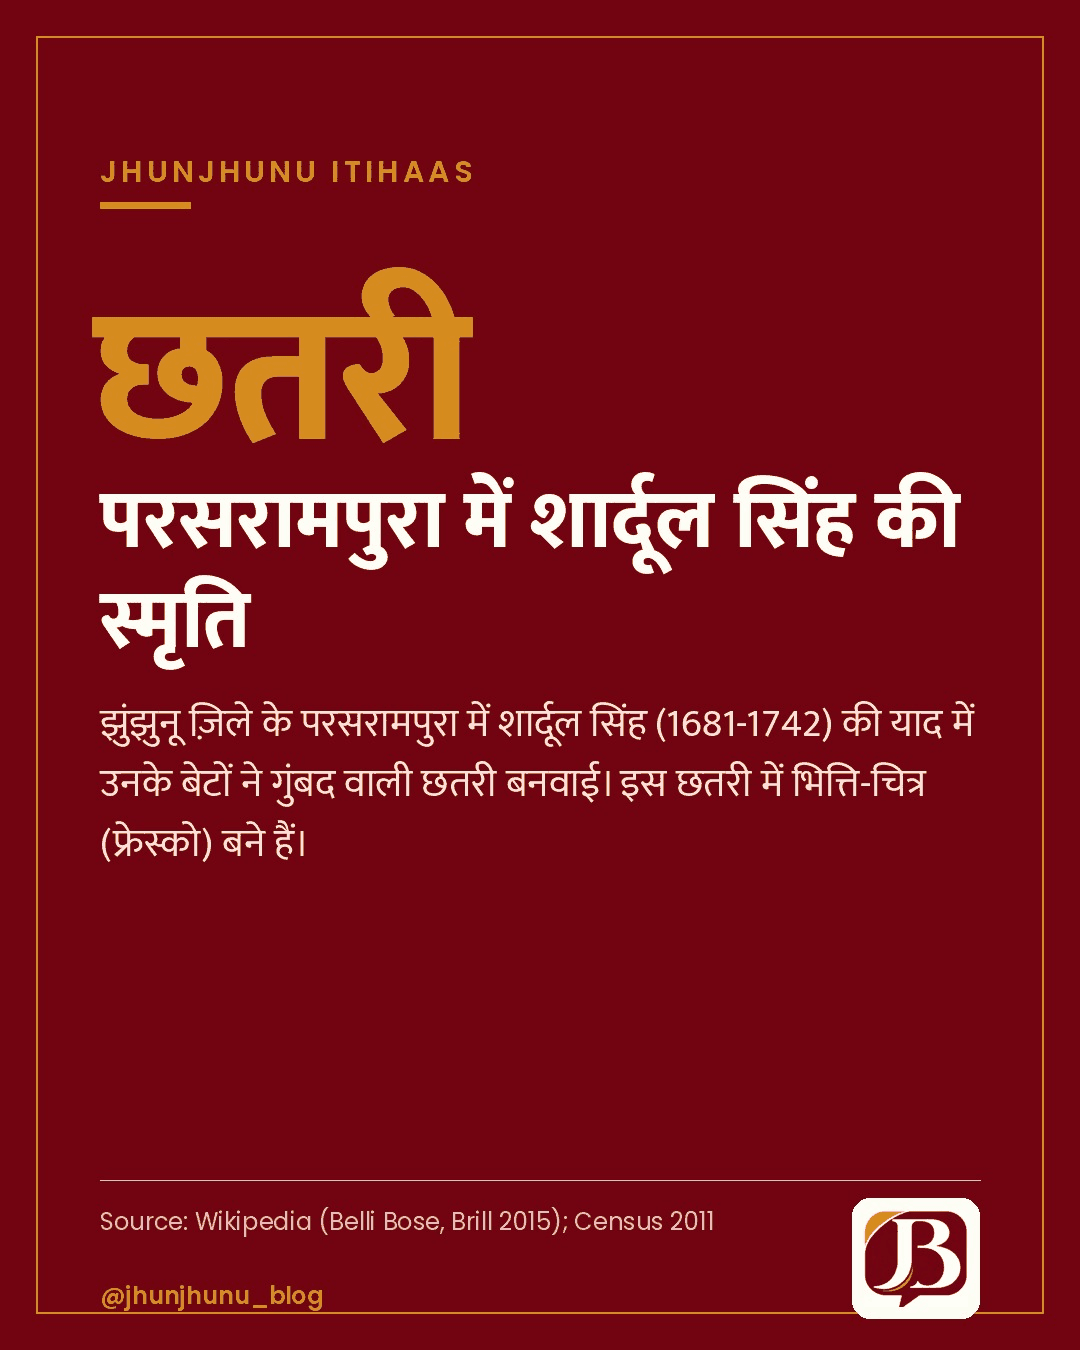 JHUNJHUNU ITIHAAS
छतरी
परसरामपुरा में शार्दूल सिंह की
स्मृति
झुंझुनू ज़िले के परसरामपुरा में शार्दूल सिंह (1681-1742) की याद में
उनके बेटों ने गुंबद वाली छतरी बनवाई। इस छतरी में भित्ति-चित्र
(फ्रेस्को) बने हैं।
Source: Wikipedia (Belli Bose, Brill 2015); Census 2011
JB
@jhunjhunu_blog